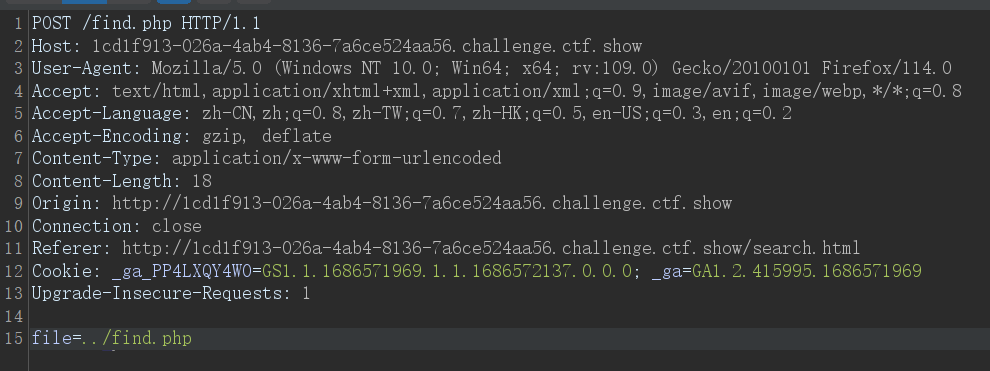 1 POST /find.php HTTP/1.1
2 Host: 1cd1f913-026a-4ab4-8136-7a6ce524aa56.challenge.ctf.show
3 User-Agent: Mozilla/5.0 (Windows NT 10.0; Win64; x64; rv:109.0) Gecko/20100101 Firefox/114.0
4 Accept: text/html,application/xhtml+xml,application/xml;q=0.9,image/avif,image/webp,*/*;q=0.8
5 Accept-Language: zh-CN,zh;q=0.8,zh-TW;q=0.7,zh-HK;q=0.5,en-US;q=0.3,en;q=0.2
6 Accept-Encoding: gzip, deflate
7 Content-Type: application/x-www-form-urlencoded
8 Content-Length: 18
9 Origin: http://1cd1f913-026a-4ab4-8136-7a6ce524aa56.challenge.ctf.show
10 Connection: close
11 Referer: http://1cd1f913-026a-4ab4-8136-7a6ce524aa56.challenge.ctf.show/search.html
12 Cookie: _ga_PP4LXQY4W0=GS1.1.1686571969.1.1.1686572137.0.0.0; _ga=GA1.2.415995.1686571969
13 Upgrade-Insecure-Requests: 1
14
15 file=../find.php